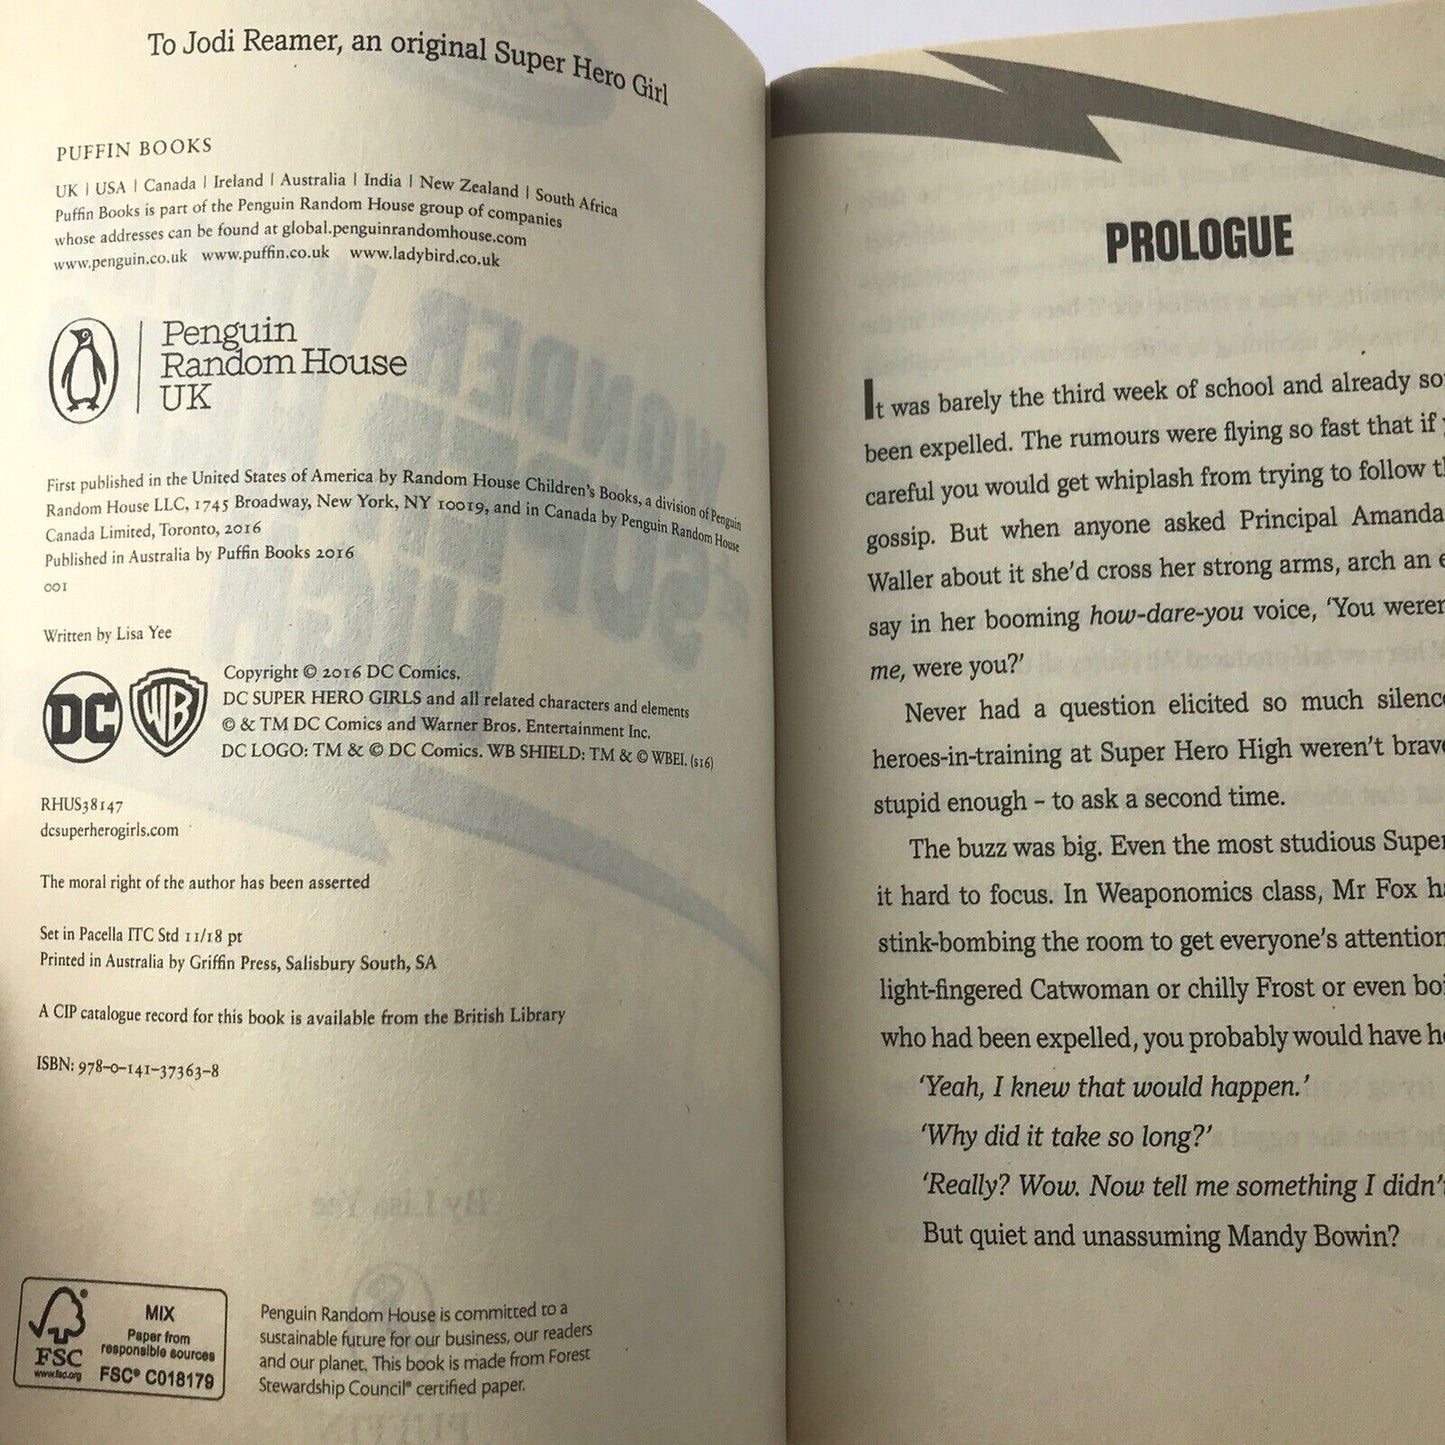 To Jodi Reamer, an original Super Hero Girl
PUFFIN BOOKS
UK | USA | Canada | Ireland | Australia | India | New Zealand | South Africa
Puffin Books is part of the Penguin Random House group of companies
whose addresses can be found at global.penguinrandomhouse.com
www.penguin.co.uk www.puffin.co.uk www.ladybird.co.uk
Penguin
Random House
UK
First published in the United States of America by Random House Children's Books, a division of Penguin
Random House LLC, 1745 Broadway, New York, NY 10019, and in Canada by Penguin Random House
Canada Limited, Toronto, 2016
Published in Australia by Puffin Books 2016
001
Written by Lisa Yee
DC WB
Copyright © 2016 DC Comics.
DC SUPER HERO GIRLS and all related characters and elements
© & TM DC Comics and Warner Bros. Entertainment Inc.
DC LOGO: TM & © DC Comics. WB SHIELD: TM & © WBEI. (s16)
RHUS38147
dcsuperherogirls.com
The moral right of the author has been asserted
Set in Pacella ITC Std 11/18 pt
Printed in Australia by Griffin Press, Salisbury South, SA
A CIP catalogue record for this book is available from the British Library
ISBN: 978–0–141–37363–8
FSC
www.fsc.org
MIX
Paper from
responsible sources
FSC® C018179
Penguin Random House is committed to a
sustainable future for our business, our readers
and our planet. This book is made from Forest
Stewardship Council® certified paper.
PROLOGUE
It was barely the third week of school and already
been expelled. The rumours were flying so fast that if
careful you would get whiplash from trying to follow
gossip. But when anyone asked Principal Amanda
Waller about it she'd cross her strong arms, arch an
say in her booming how-dare-you voice, 'You
me, were you?'
Never had a question elicited so much
heroes-in-training at Super Hero High weren't
stupid enough – to ask a second time.
The buzz was big. Even the most studious
it hard to focus. In Weaponomics class, Mr Fox
stink-bombing the room to get everyone's attention
light-fingered Catwoman or chilly Frost or even
who had been expelled, you probably would have
'Yeah, I knew that would happen.'
'Why did it take so long?'
'Really? Wow. Now tell me something I
But quiet and unassuming Mandy Bowin?